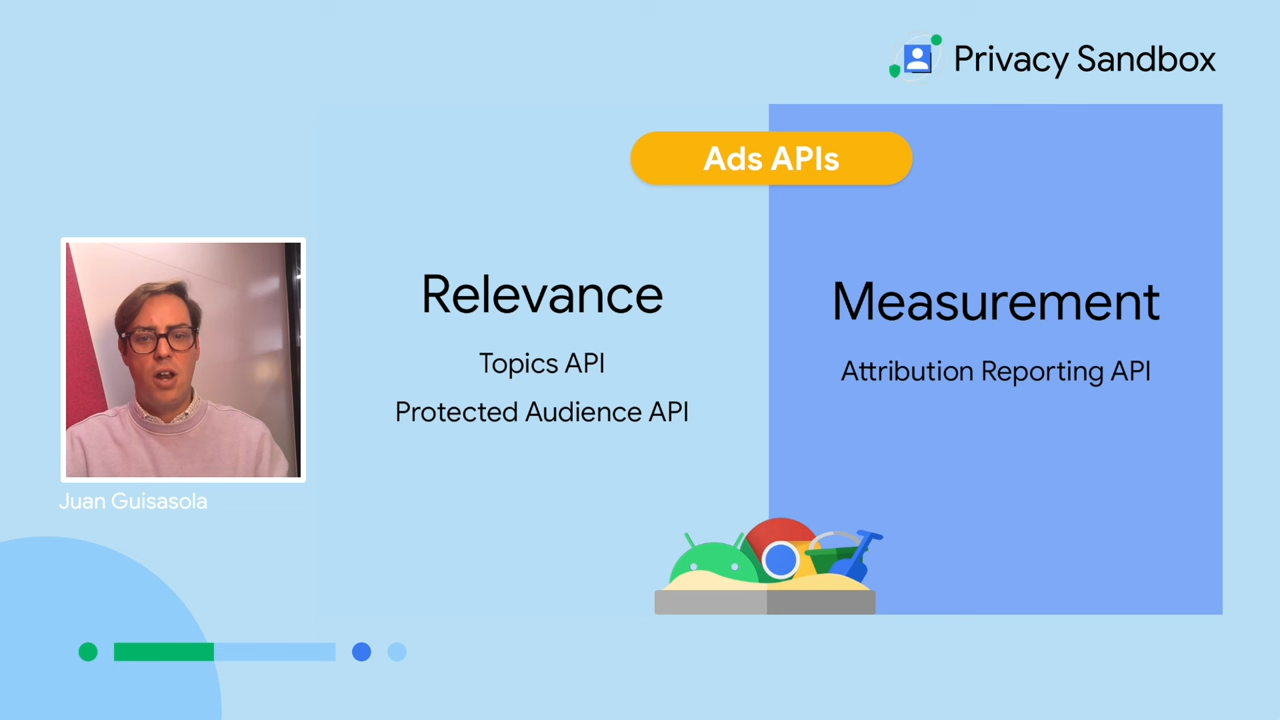 Privacy Sandbox
Ads APIs
Relevance
Topics API
Protected Audience API
Measurement
Attribution Reporting API
Juan Guisasola